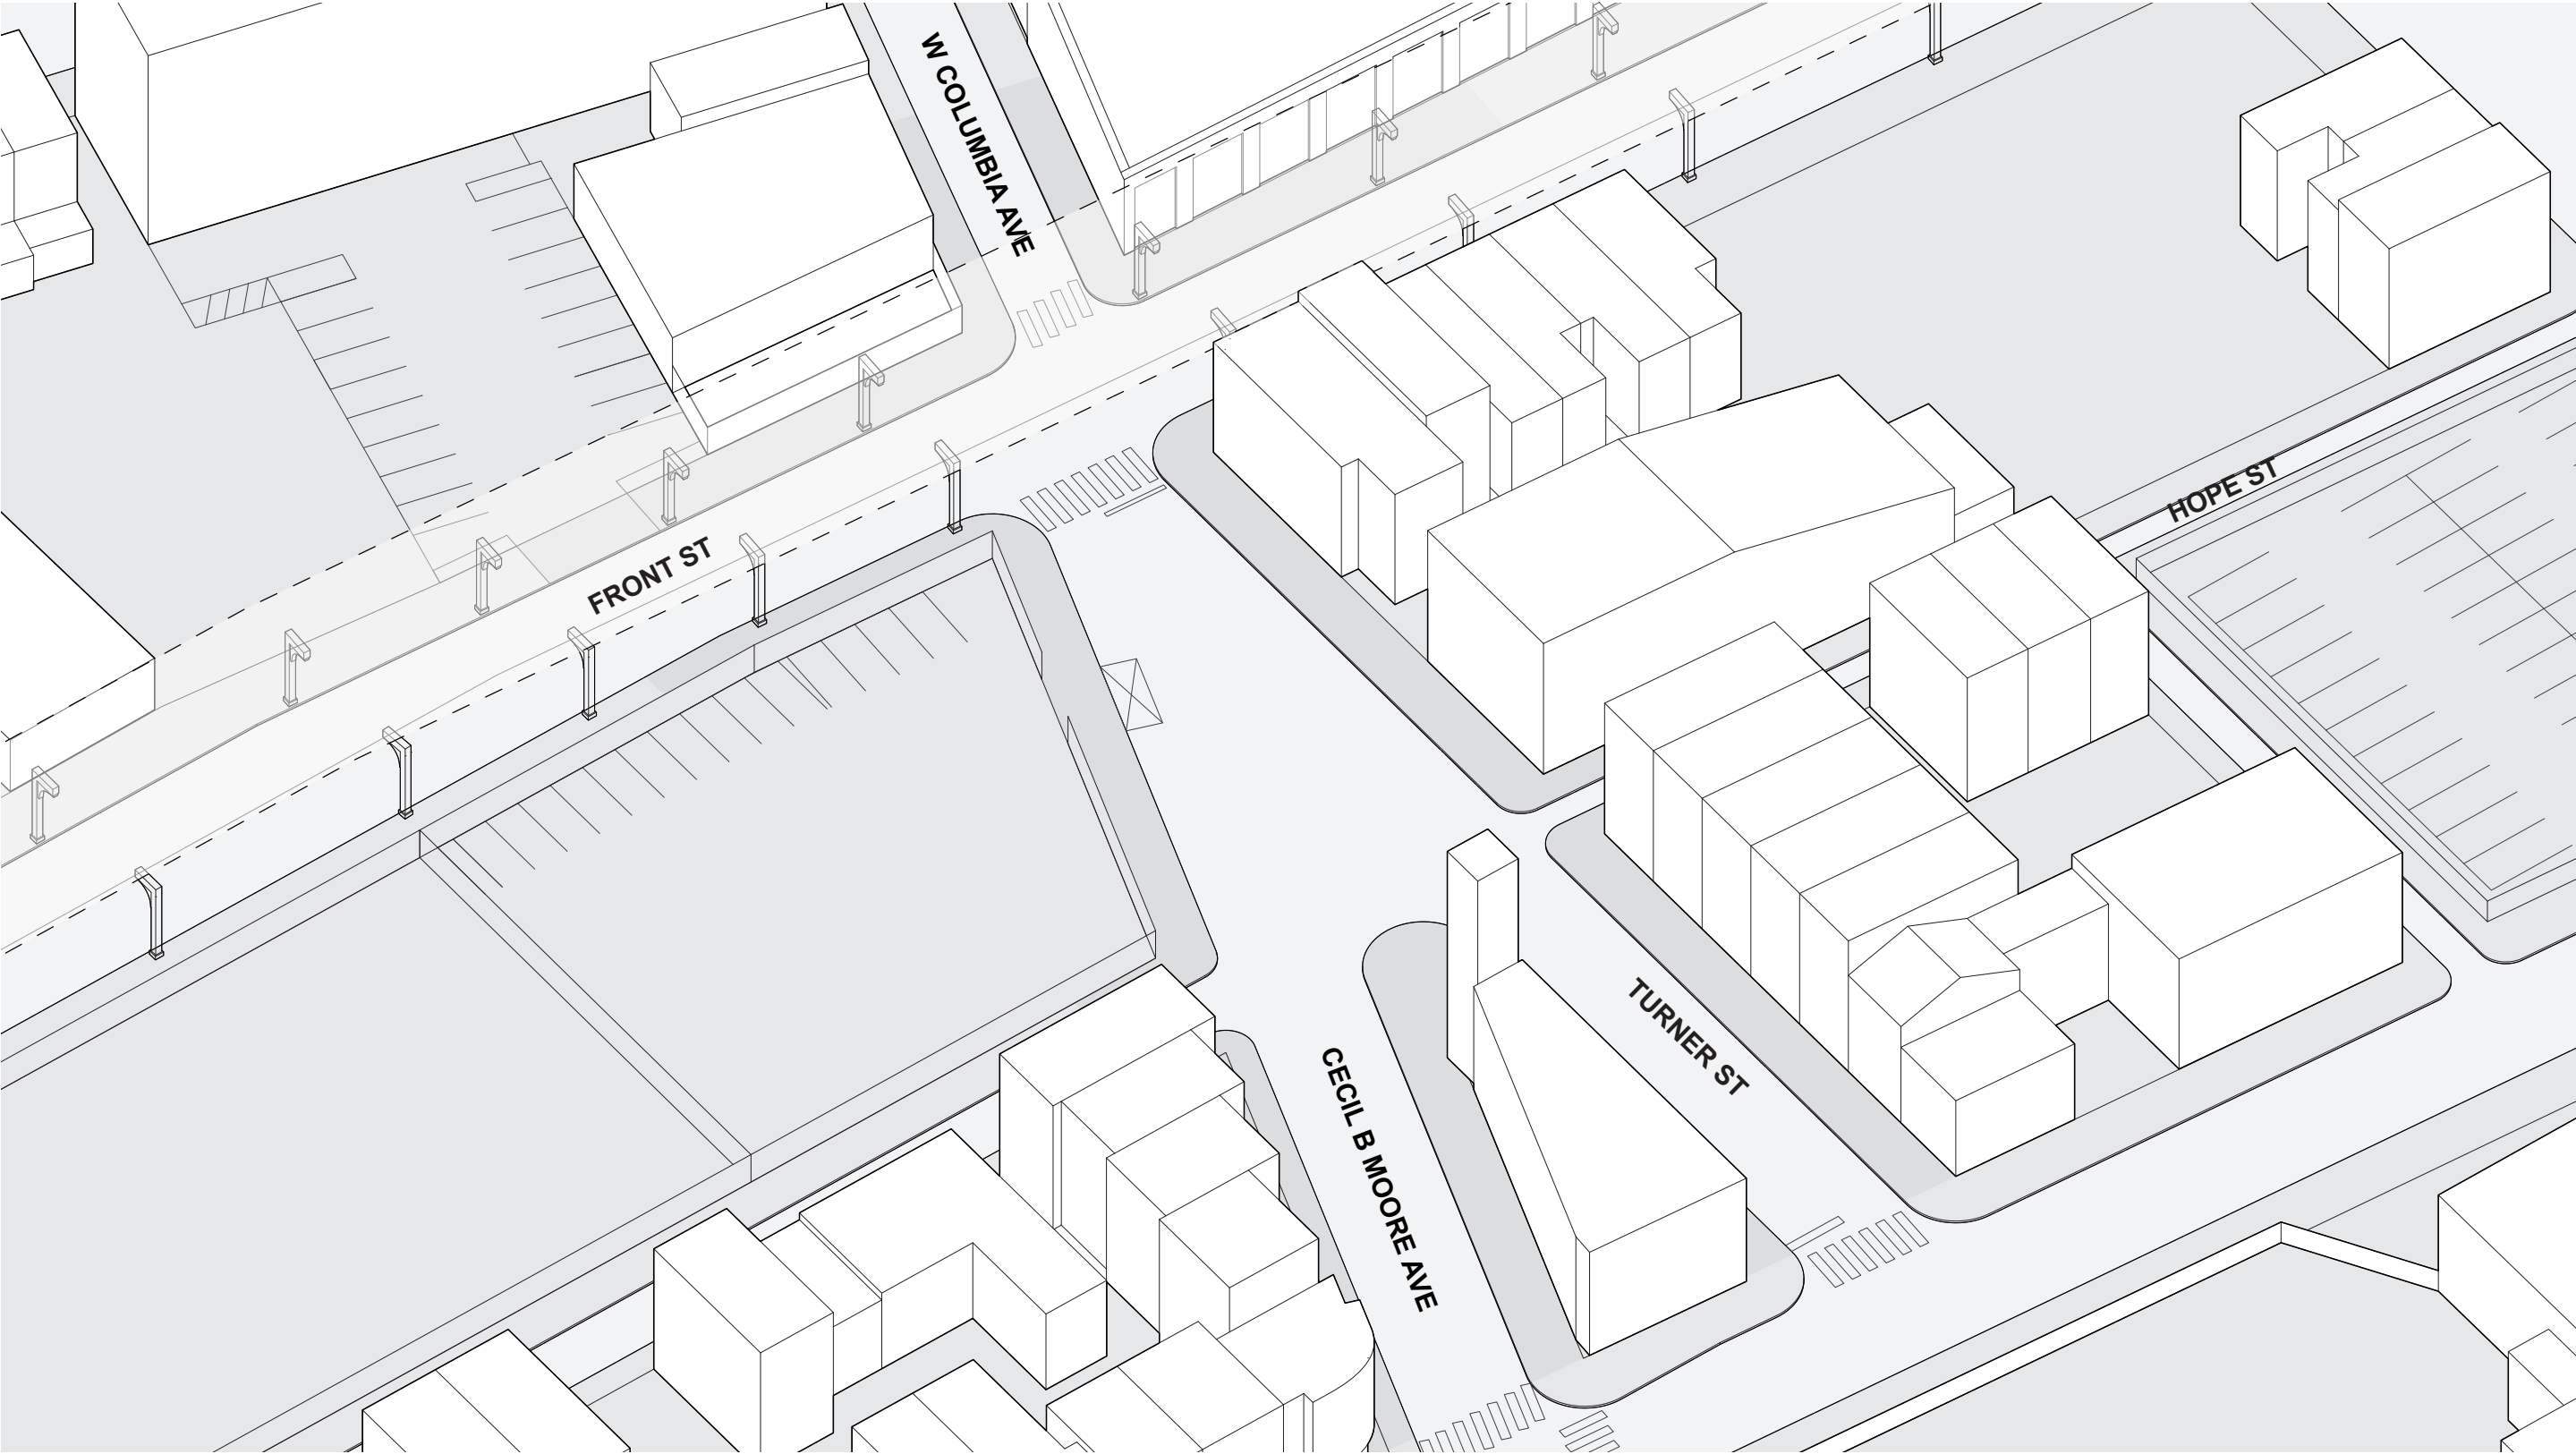 W COLUMBIA AVE
HOPE ST
FRONT ST
TURNER ST
CECIL B MOORE AVE